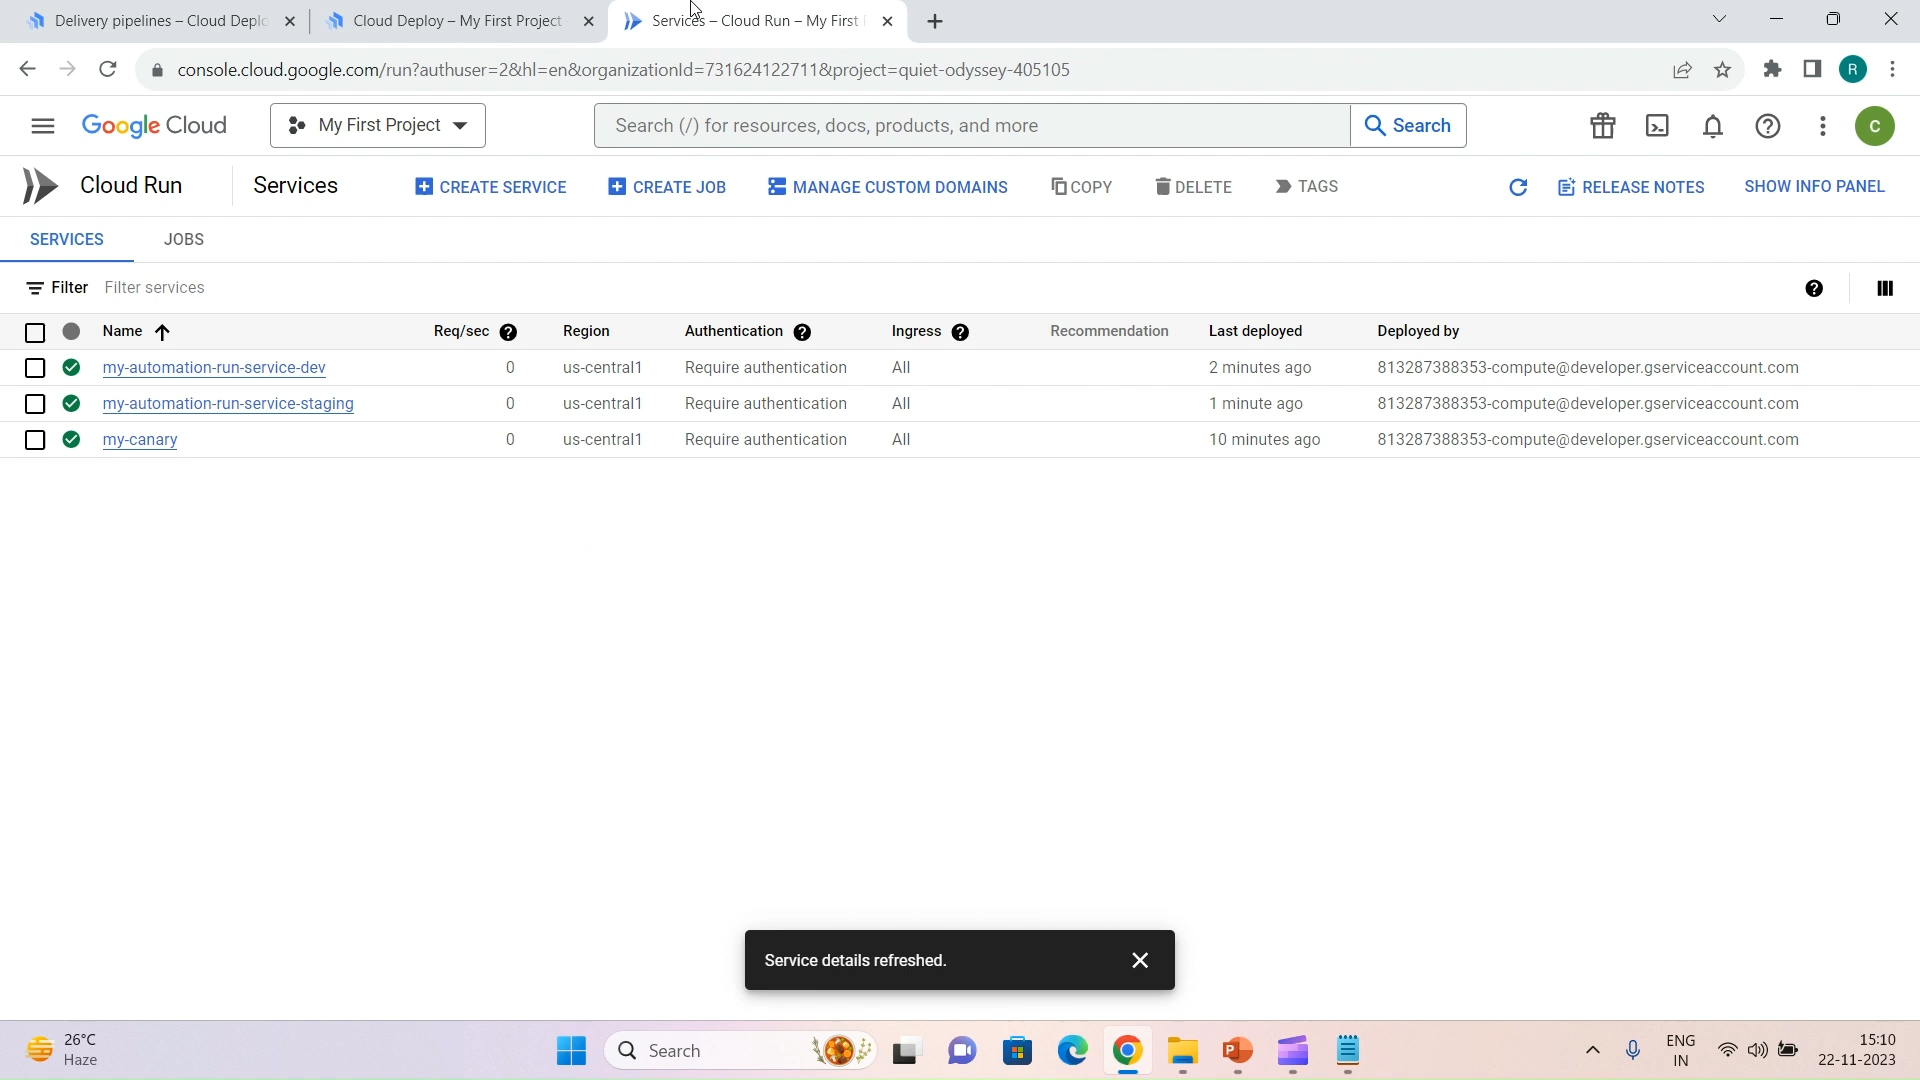 Delivery pipelines – Cloud Deplo
Cloud Deploy – My First Project
Services – Cloud Run – My First
console.cloud.google.com/run?authuser=2&hl=en&organizationId=731624122711&project=quiet-odyssey-405105
R
Google Cloud
My First Project
Search (/) for resources, docs, products, and more
Search
C
Cloud Run
Services
CREATE SERVICE
CREATE JOB
MANAGE CUSTOM DOMAINS
COPY
DELETE
TAGS
RELEASE NOTES
SHOW INFO PANEL
SERVICES
JOBS
Filter Filter services
Name Req/sec Region Authentication Ingress Recommendation Last deployed Deployed by
my-automation-run-service-dev 0 us-central1 Require authentication All 2 minutes ago 813287388353-compute@developer.gserviceaccount.com
my-automation-run-service-staging 0 us-central1 Require authentication All 1 minute ago 813287388353-compute@developer.gserviceaccount.com
my-canary 0 us-central1 Require authentication All 10 minutes ago 813287388353-compute@developer.gserviceaccount.com
Service details refreshed.
26°C
Haze
Search
ENG
IN
15:10
22-11-2023